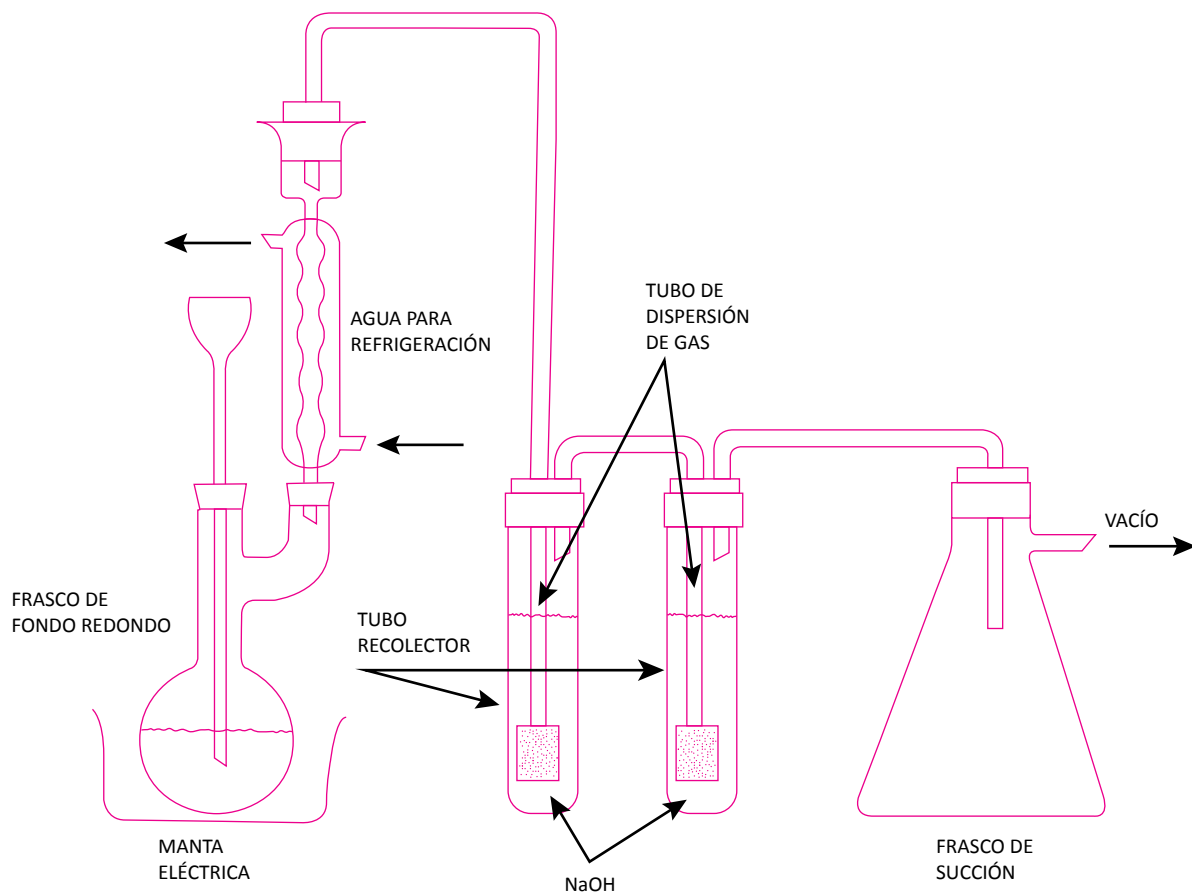 AGUA PARA
REFRIGERACIÓN
TUBO DE
DISPERSIÓN
DE GAS
VACÍO
FRASCO DE
FONDO REDONDO
TUBO
RECOLECTOR
MANTA
ELÉCTRICA
NaOH
FRASCO DE
SUCCIÓN